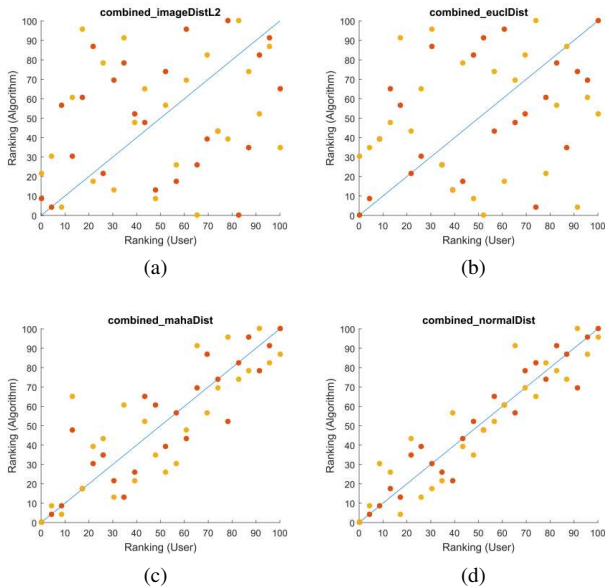 combined_imageDistL2
100
90
80
70
60
50
40
30
20
10
0
Ranking (Algorithm)
0 10 20 30 40 50 60 70 80 90 100
Ranking (User)
(a)
combined_euclDist
100
90
80
70
60
50
40
30
20
10
0
Ranking (Algorithm)
0 10 20 30 40 50 60 70 80 90 100
Ranking (User)
(b)
combined_mahaDist
100
90
80
70
60
50
40
30
20
10
0
Ranking (Algorithm)
0 10 20 30 40 50 60 70 80 90 100
Ranking (User)
(c)
combined_normalDist
100
90
80
70
60
50
40
30
20
10
0
Ranking (Algorithm)
0 10 20 30 40 50 60 70 80 90 100
Ranking (User)
(d)